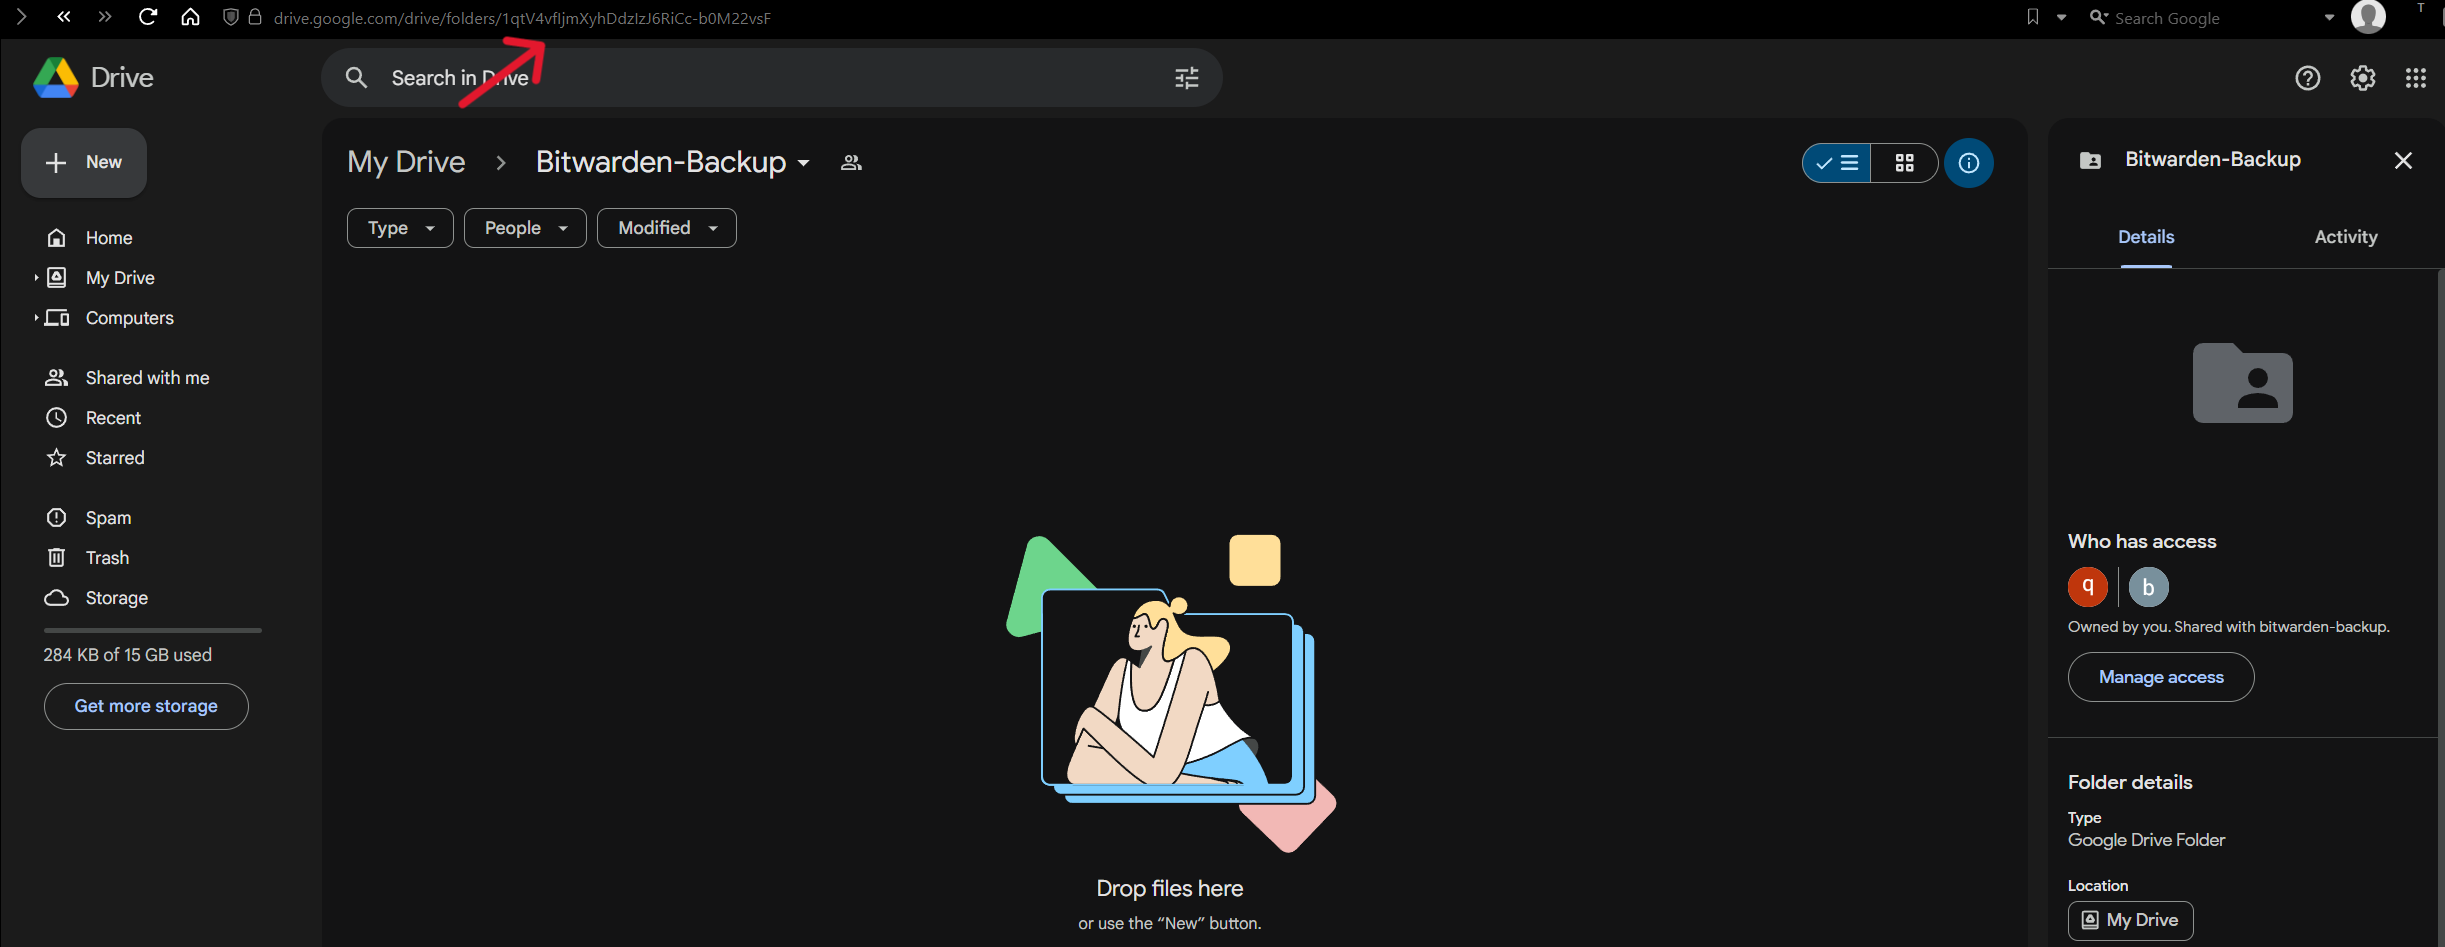 drive.google.com/drive/folders/1qtV4vfIjmXyhDdzIzJ6RiCc-b0M22vsF
Search Google
T
Drive
Search in Drive
New
My Drive
Bitwarden-Backup
Type
People
Modified
Home
My Drive
Computers
Shared with me
Recent
Starred
Spam
Trash
Storage
284 KB of 15 GB used
Get more storage
Drop files here
or use the “New” button.
Bitwarden-Backup
Details
Activity
Who has access
q
b
Owned by you. Shared with bitwarden-backup.
Manage access
Folder details
Type
Google Drive Folder
Location
My Drive